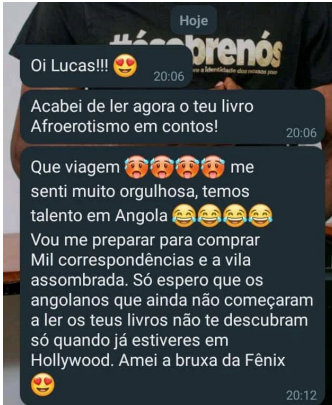 Hoje
#ésobrenós
Oi Lucas!!! 😍
20:06
Acabei de ler agora o teu livro
Afroerotismo em contos!
20:06
Que viagem 🥵🥵🥵🥵 me
senti muito orgulhosa, temos
talento em Angola 😂😂😂😂
Vou me preparar para comprar
Mil correspondências e a vila
assombrada. Só espero que os
angolanos que ainda não começaram
a ler os teus livros não te descubram
só quando já estiveres em
Hollywood. Amei a bruxa da Fênix
😍
20:12